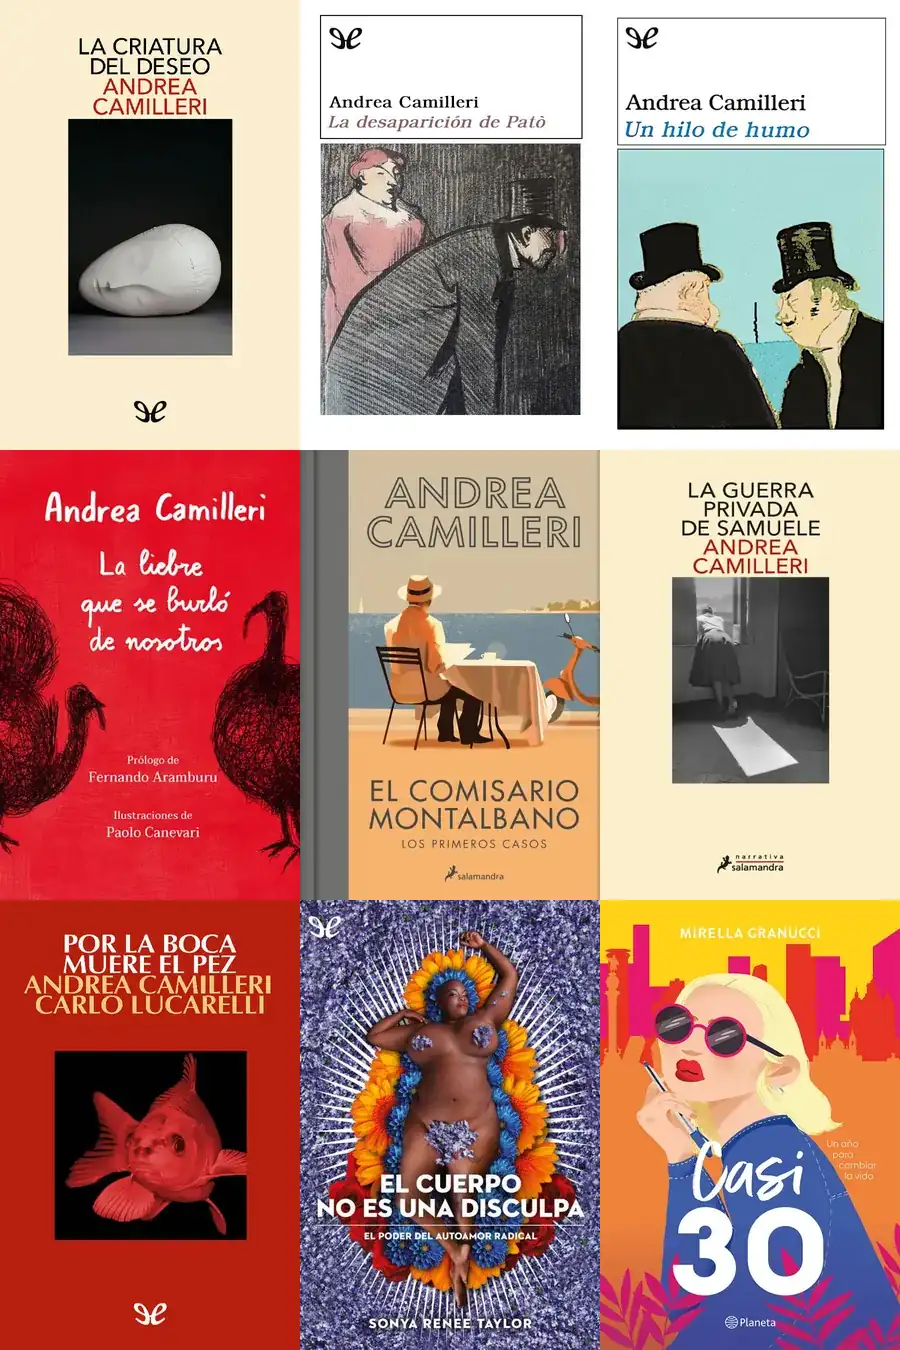 LA CRIATURA
DEL DESEO
ANDREA
CAMILLERI
Andrea Camilleri
La desaparición de Patò
Andrea Camilleri
Un hilo de humo
Andrea Camilleri
La liebre
que se burló
de nosotros
Prólogo de
Fernando Aramburu
Ilustraciones de
Paolo Canevari
ANDREA
CAMILLERI
EL COMISARIO
MONTALBANO
LOS PRIMEROS CASOS
salamandra
LA GUERRA
PRIVADA
DE SAMUELE
ANDREA
CAMILLERI
narrativa
salamandra
POR LA BOCA
MUERE EL PEZ
ANDREA CAMILLERI
CARLO LUCARELLI
EL CUERPO
NO ES UNA DISCULPA
EL PODER DEL AUTOAMOR RADICAL
SONYA RENEE TAYLOR
MIRELLA GRANUCCI
Un año
para
cambiar
la vida
Casi
30
Planeta